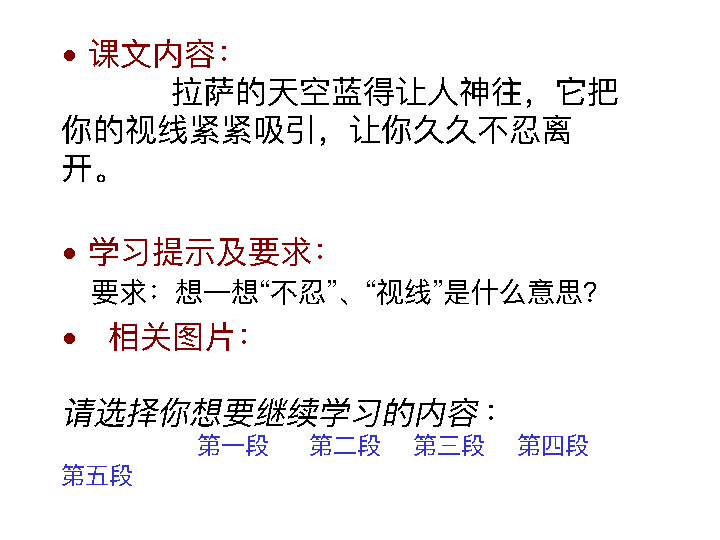 • 课文内容：
拉萨的天空蓝得让人神往，它把
你的视线紧紧吸引，让你久久不忍离
开。
• 学习提示及要求：
要求：想一想“不忍”、“视线”是什么意思？
• 相关图片：
请选择你想要继续学习的内容：
第一段 第二段 第三段 第四段
第五段